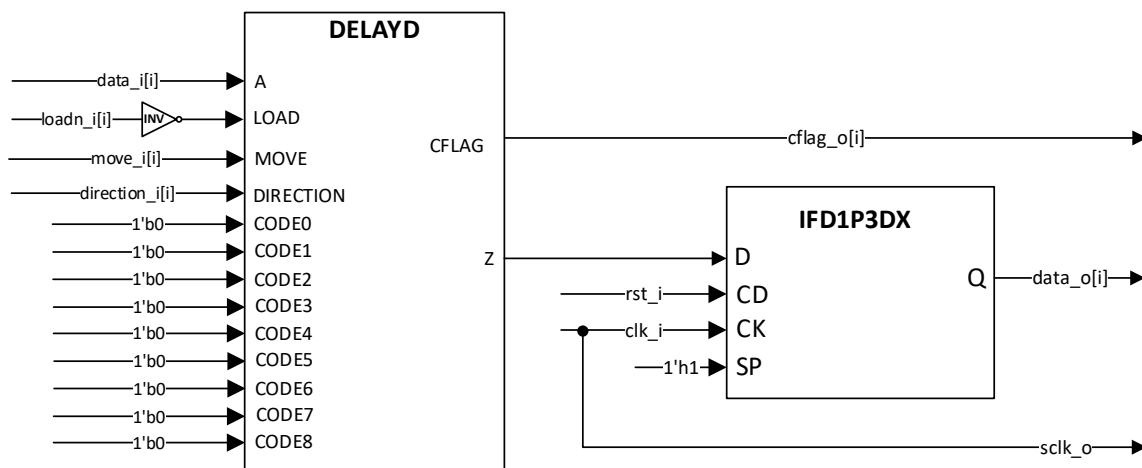 DELAYD
data_i[i]
A
loadn_i[i]
INV
LOAD
CFLAG
cflag_o[i]
move_i[i]
MOVE
direction_i[i]
DIRECTION
1'b0
CODE0
1'b0
CODE1
1'b0
CODE2
1'b0
CODE3
1'b0
CODE4
1'b0
CODE5
1'b0
CODE6
1'b0
CODE7
1'b0
CODE8
Z
IFD1P3DX
D
rst_i
CD
clk_i
CK
1'h1
SP
Q
data_o[i]
sclk_o